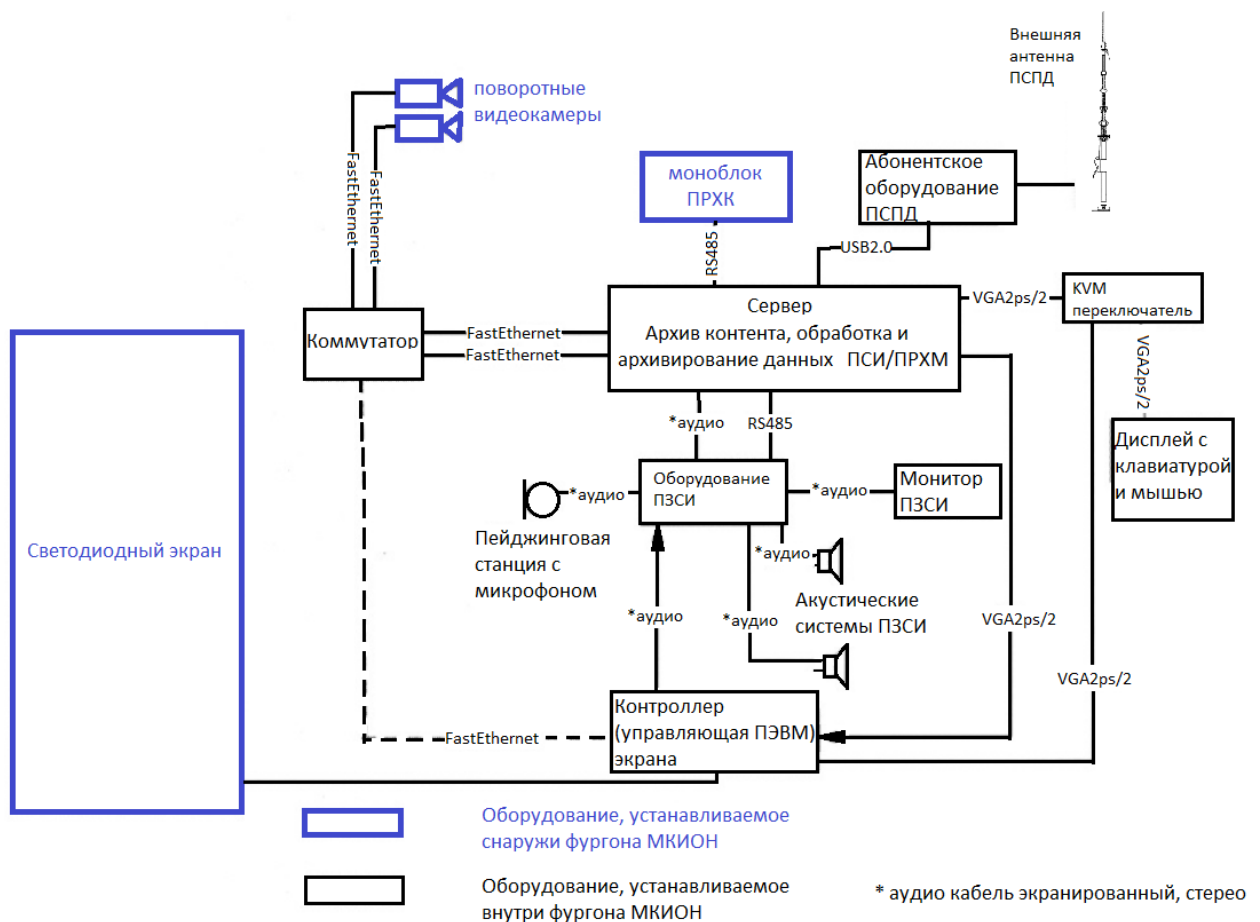 Внешняя
антенна
ПСПД
поворотные
видеокамеры
FastEthernet
FastEthernet
моноблок
ПРХК
Абонентское
оборудование
ПСПД
RS485
USB2.0
Сервер
Архив контента, обработка и
архивирование данных ПСИ/ПРХМ
VGA2ps/2
KVM
переключатель
Коммутатор
FastEthernet
FastEthernet
VGA2ps/2
*аудио
RS485
Дисплей с
клавиатурой
и мышью
Оборудование
ПЗСИ
*аудио
*аудио
Монитор
ПЗСИ
Светодиодный экран
Пейджинговая
станция с
микрофоном
*аудио
Акустические
системы ПЗСИ
*аудио
*аудио
VGA2ps/2
VGA2ps/2
Контроллер
(управляющая ПЭВМ)
экрана
FastEthernet
Оборудование, устанавливаемое
снаружи фургона МКИОН
Оборудование, устанавливаемое
внутри фургона МКИОН
* аудио кабель экранированный, стерео